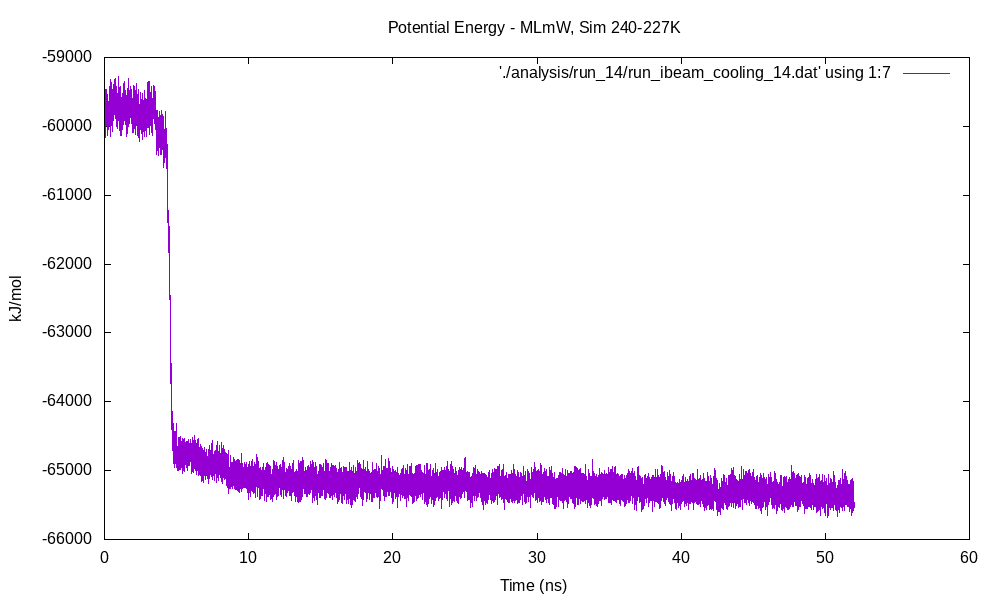 Potential Energy - MLmW, Sim 240-227K
'./analysis/run_14/run_ibeam_cooling_14.dat' using 1:7
-59000
-60000
-61000
-62000
-63000
-64000
-65000
-66000
kJ/mol
0 10 20 30 40 50 60
Time (ns)